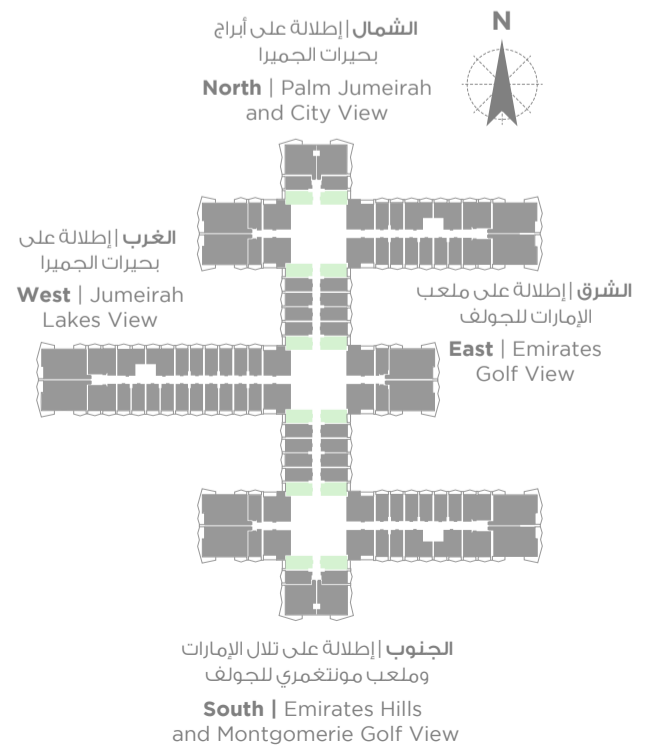 N
الشمال | إطلالة على أبراج
بحيرات الجميرا
North | Palm Jumeirah
and City View
الغرب | إطلالة على
بحيرات الجميرا
West | Jumeirah
Lakes View
الشرق | إطلالة على ملعب
الإمارات للجولف
East | Emirates
Golf View
الجنوب | إطلالة على تلال الإمارات
وملعب مونتغمري للجولف
South | Emirates Hills
and Montgomerie Golf View